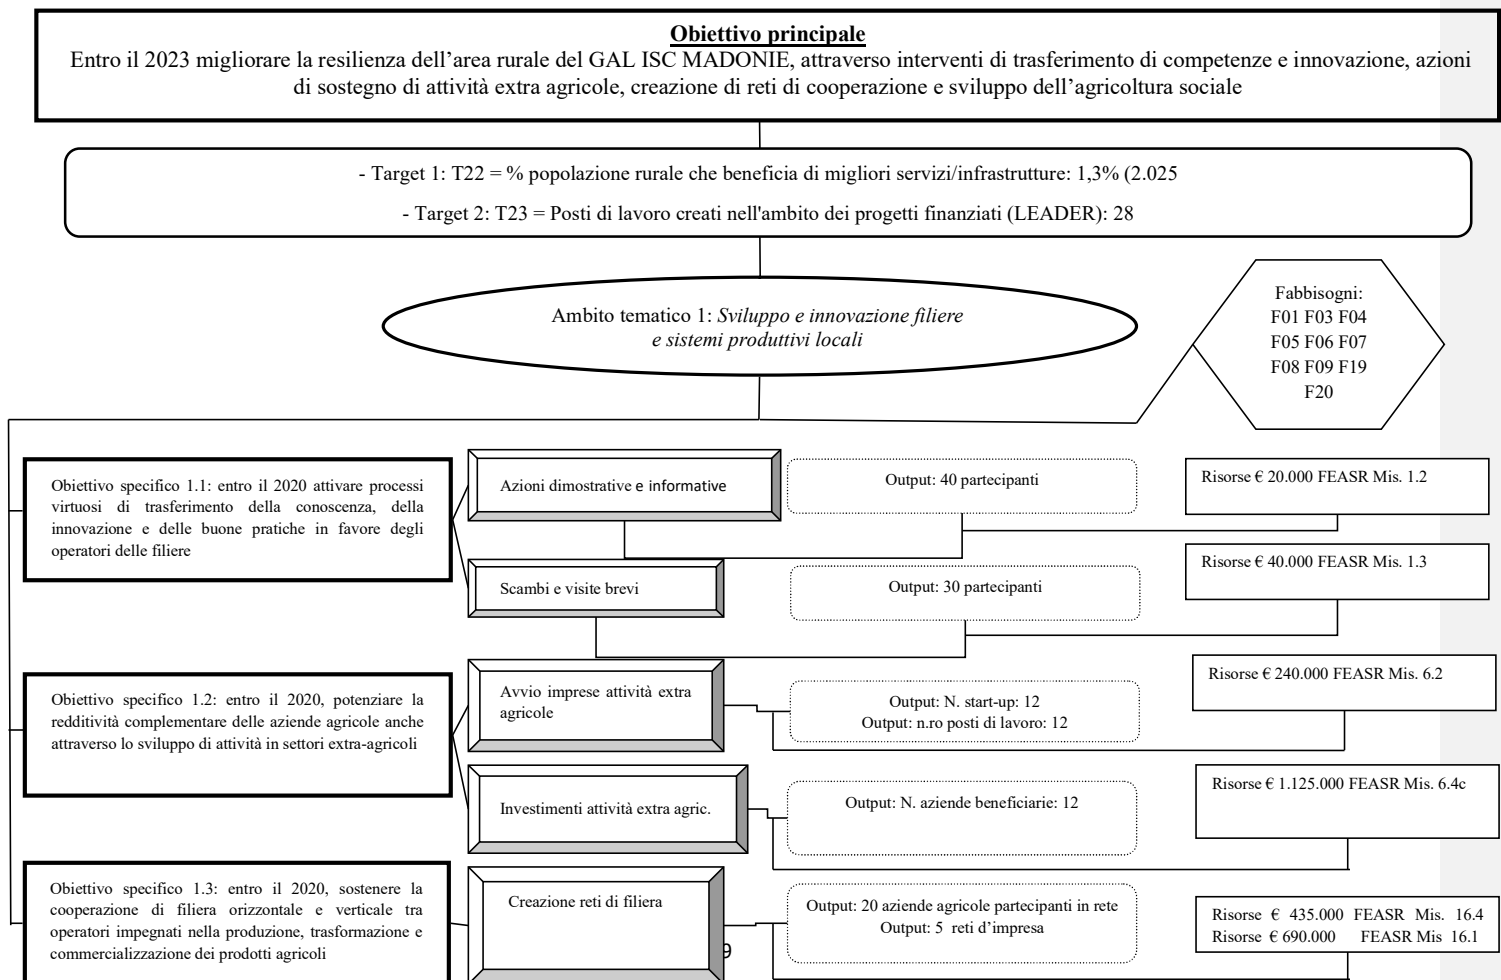 Obiettivo principale
Entro il 2023 migliorare la resilienza dell’area rurale del GAL ISC MADONIE, attraverso interventi di trasferimento di competenze e innovazione, azioni
di sostegno di attività extra agricole, creazione di reti di cooperazione e sviluppo dell’agricoltura sociale
- Target 1: T22 = % popolazione rurale che beneficia di migliori servizi/infrastrutture: 1,3% (2.025
- Target 2: T23 = Posti di lavoro creati nell'ambito dei progetti finanziati (LEADER): 28
Ambito tematico 1: Sviluppo e innovazione filiere
e sistemi produttivi locali
Fabbisogni:
F01 F03 F04
F05 F06 F07
F08 F09 F19
F20
Obiettivo specifico 1.1: entro il 2020 attivare processi
virtuosi di trasferimento della conoscenza, della
innovazione e delle buone pratiche in favore degli
operatori delle filiere
Azioni dimostrative e informative
Output: 40 partecipanti
Risorse € 20.000 FEASR Mis. 1.2
Scambi e visite brevi
Output: 30 partecipanti
Risorse € 40.000 FEASR Mis. 1.3
Obiettivo specifico 1.2: entro il 2020, potenziare la
redditività complementare delle aziende agricole anche
attraverso lo sviluppo di attività in settori extra-agricoli
Avvio imprese attività extra
agricole
Output: N. start-up: 12
Output: n.ro posti di lavoro: 12
Risorse € 240.000 FEASR Mis. 6.2
Investimenti attività extra agric.
Output: N. aziende beneficiarie: 12
Risorse € 1.125.000 FEASR Mis. 6.4c
Obiettivo specifico 1.3: entro il 2020, sostenere la
cooperazione di filiera orizzontale e verticale tra
operatori impegnati nella produzione, trasformazione e
commercializzazione dei prodotti agricoli
Creazione reti di filiera
Output: 20 aziende agricole partecipanti in rete
Output: 5 reti d’impresa
Risorse € 435.000 FEASR Mis. 16.4
Risorse € 690.000 FEASR Mis 16.1
9